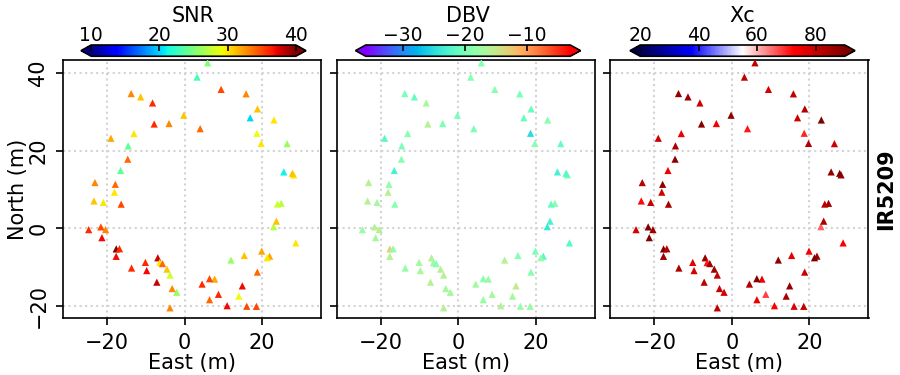 SNR DBV Xc
10 20 30 40 −30 −20 −10 20 40 60 80
40
20
0
−20
North (m)
−20 0 20 −20 0 20 −20 0 20
East (m) East (m) East (m)
IR5209